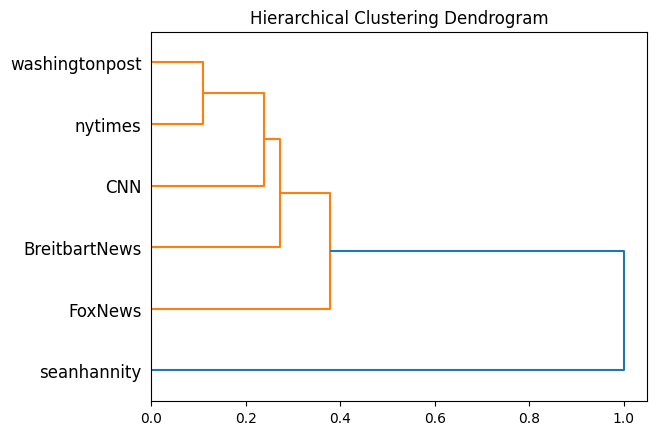 Hierarchical Clustering Dendrogram
washingtonpost
nytimes
CNN
BreitbartNews
FoxNews
seanhannity
0.0 0.2 0.4 0.6 0.8 1.0